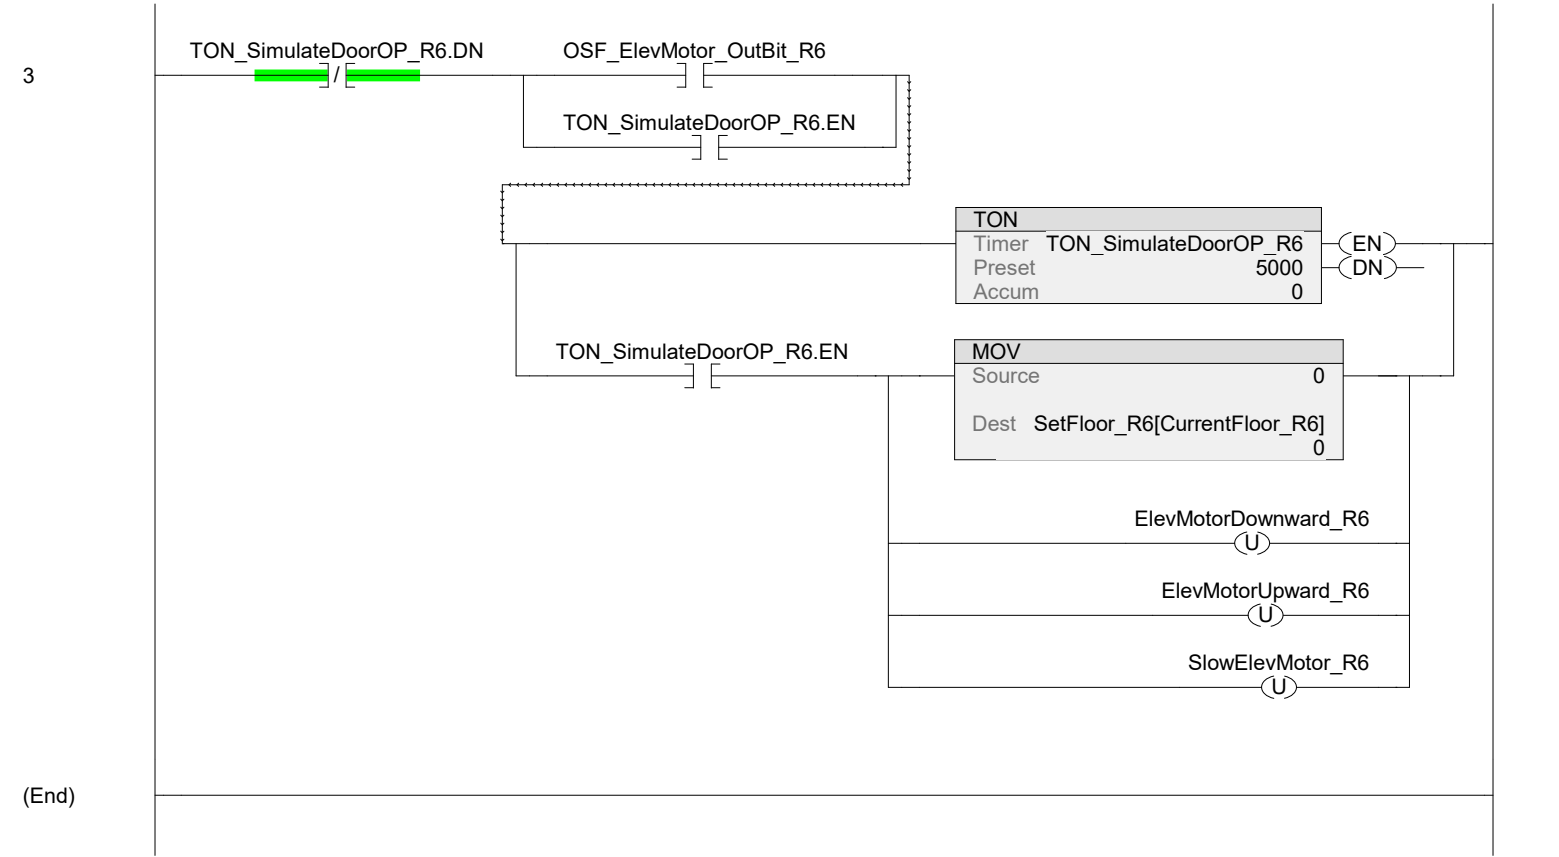 TON_SimulateDoorOP_R6.DN OSF_ElevMotor_OutBit_R6
3 /
TON_SimulateDoorOP_R6.EN
TON
Timer TON_SimulateDoorOP_R6 EN
Preset 5000 DN
Accum 0
TON_SimulateDoorOP_R6.EN MOV
Source 0
Dest SetFloor_R6[CurrentFloor_R6]
0
ElevMotorDownward_R6
U
ElevMotorUpward_R6
U
SlowElevMotor_R6
U
(End)